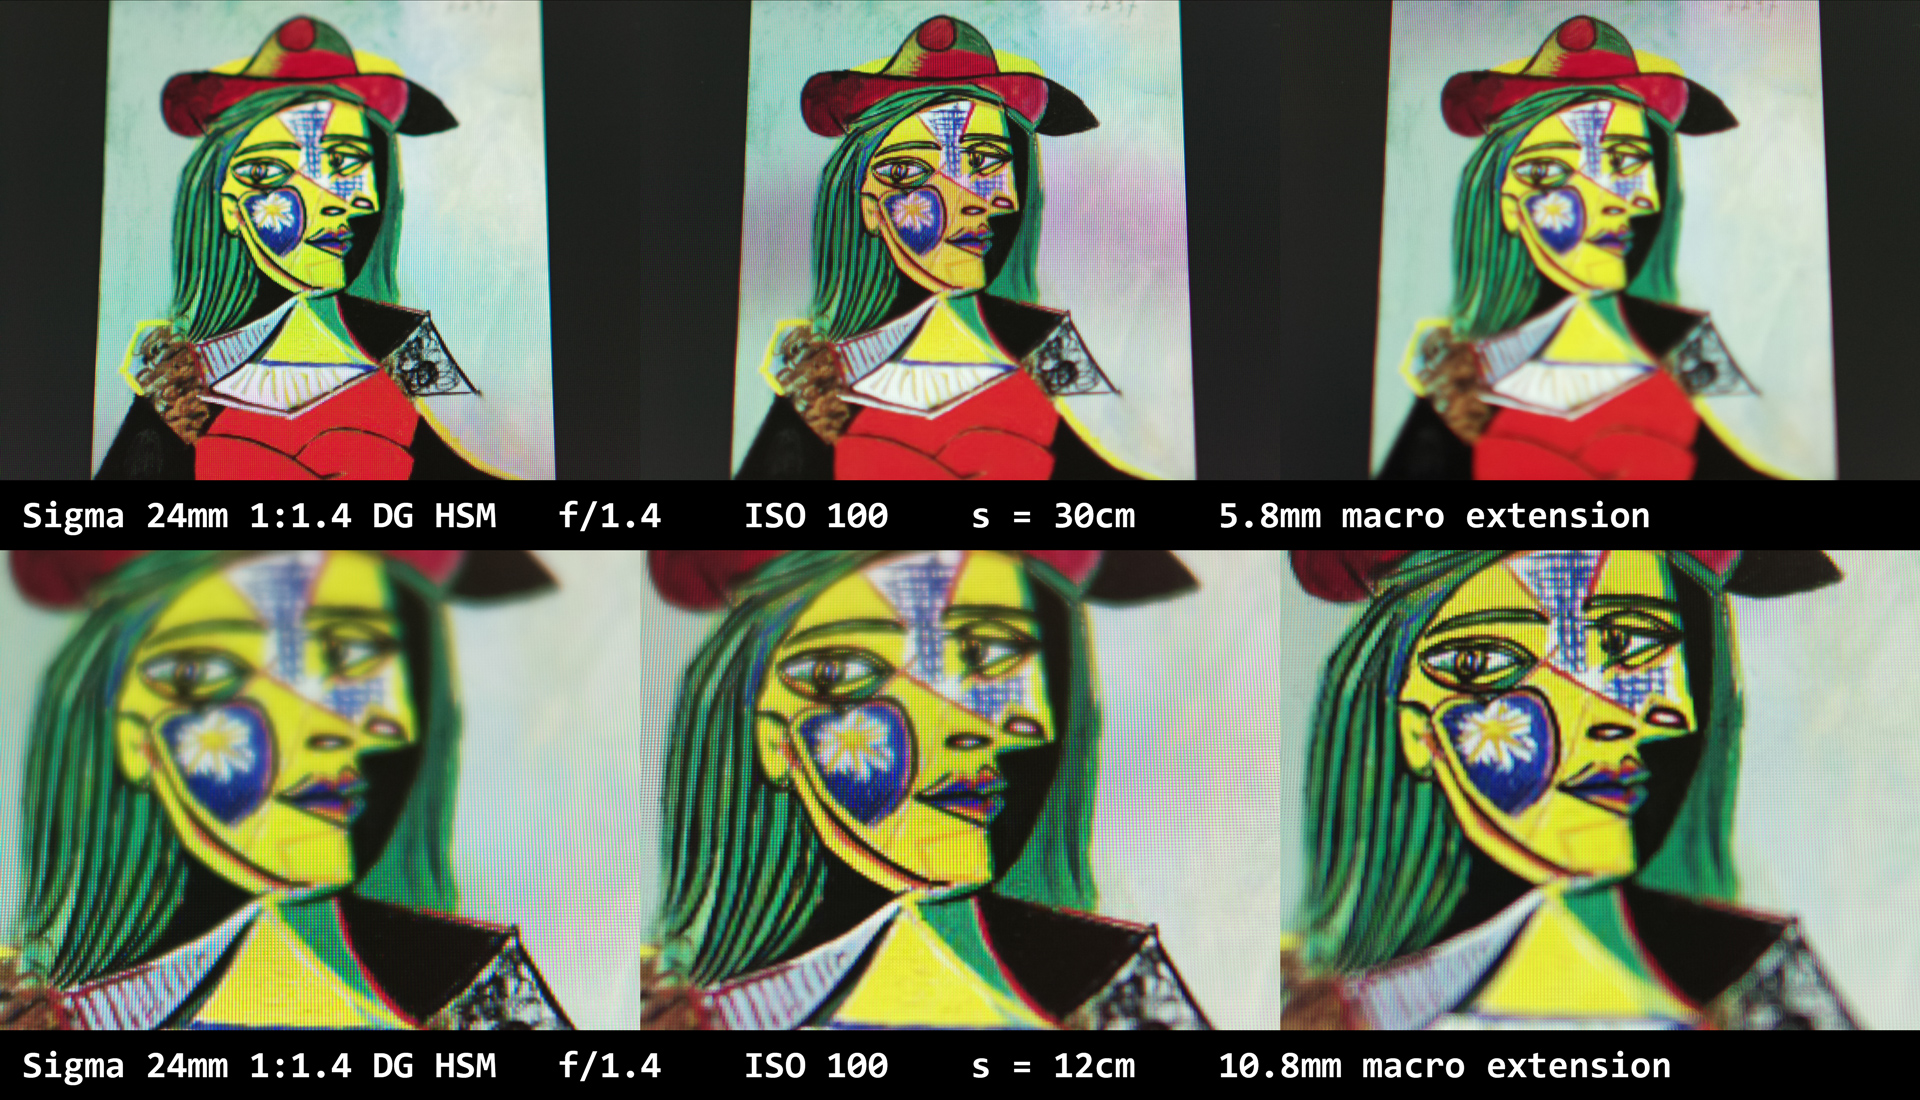 Sigma 24mm 1:1.4 DG HSM f/1.4 ISO 100 s = 30cm 5.8mm macro extension
Sigma 24mm 1:1.4 DG HSM f/1.4 ISO 100 s = 12cm 10.8mm macro extension